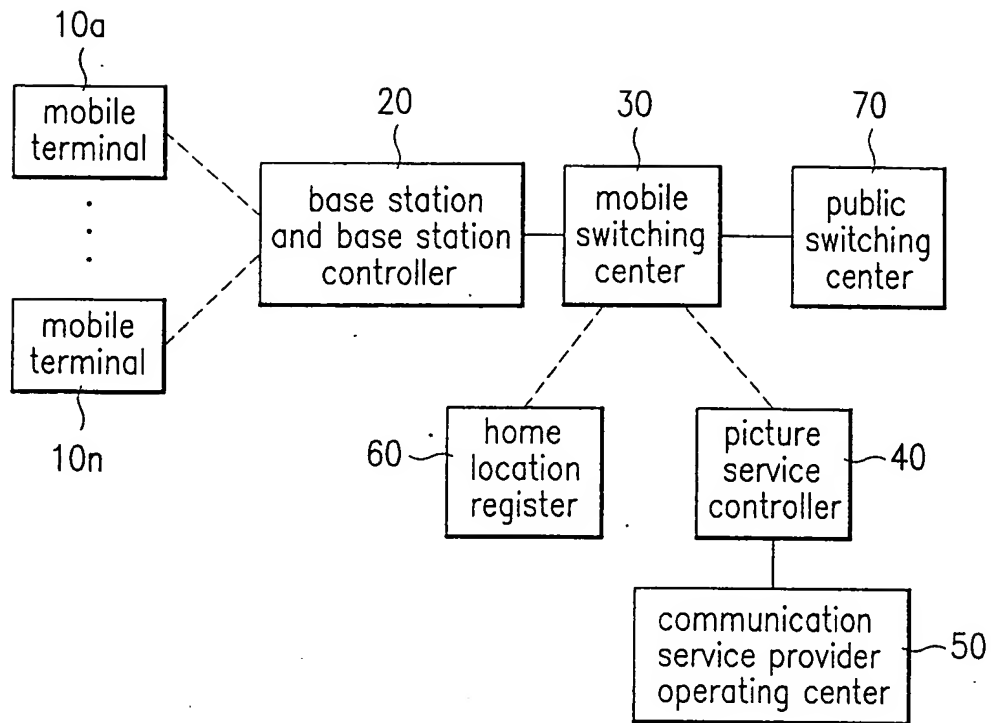 10a
mobile
terminal
20
base station
and base station
controller
30
mobile
switching
center
70
public
switching
center
mobile
terminal
10n
60
home
location
register
picture
service
controller
40
communication
service provider
operating center
50